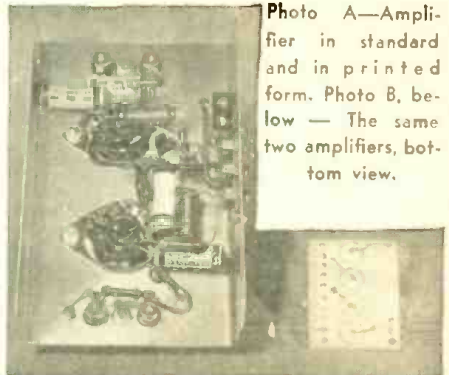 Photo A—Ampli-
fier in standard
and in printed
form. Photo B, be-
low — The same
two amplifiers, bot-
tom view.